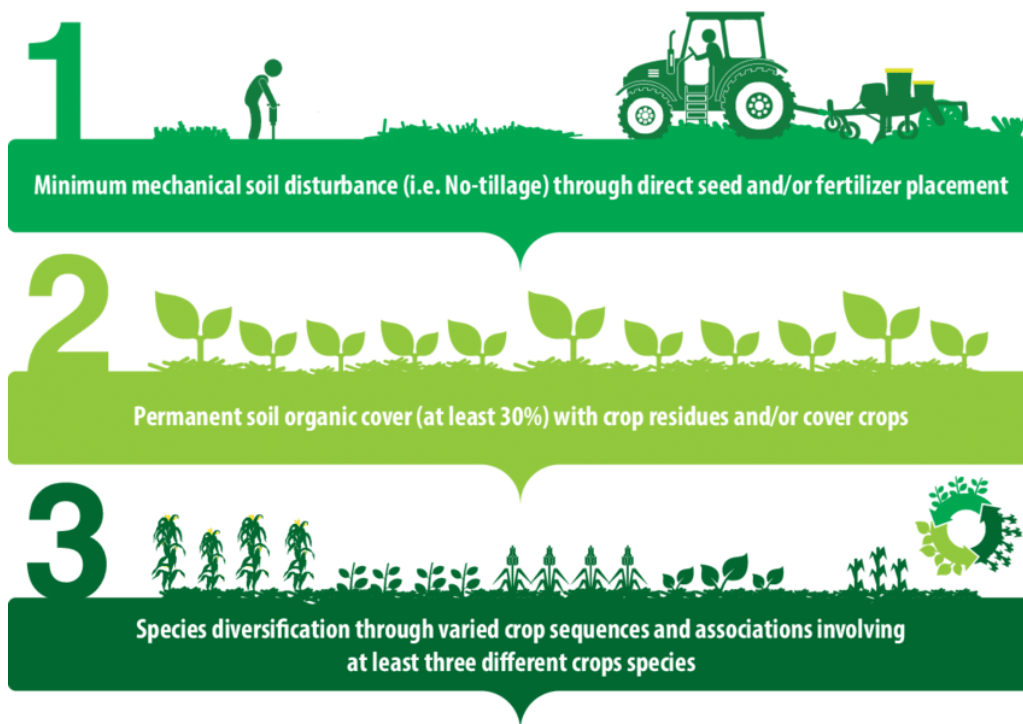 1
Minimum mechanical soil disturbance (i.e. No-tillage) through direct seed and/or fertilizer placement
2
Permanent soil organic cover (at least 30%) with crop residues and/or cover crops
3
Species diversification through varied crop sequences and associations involving
at least three different crops species